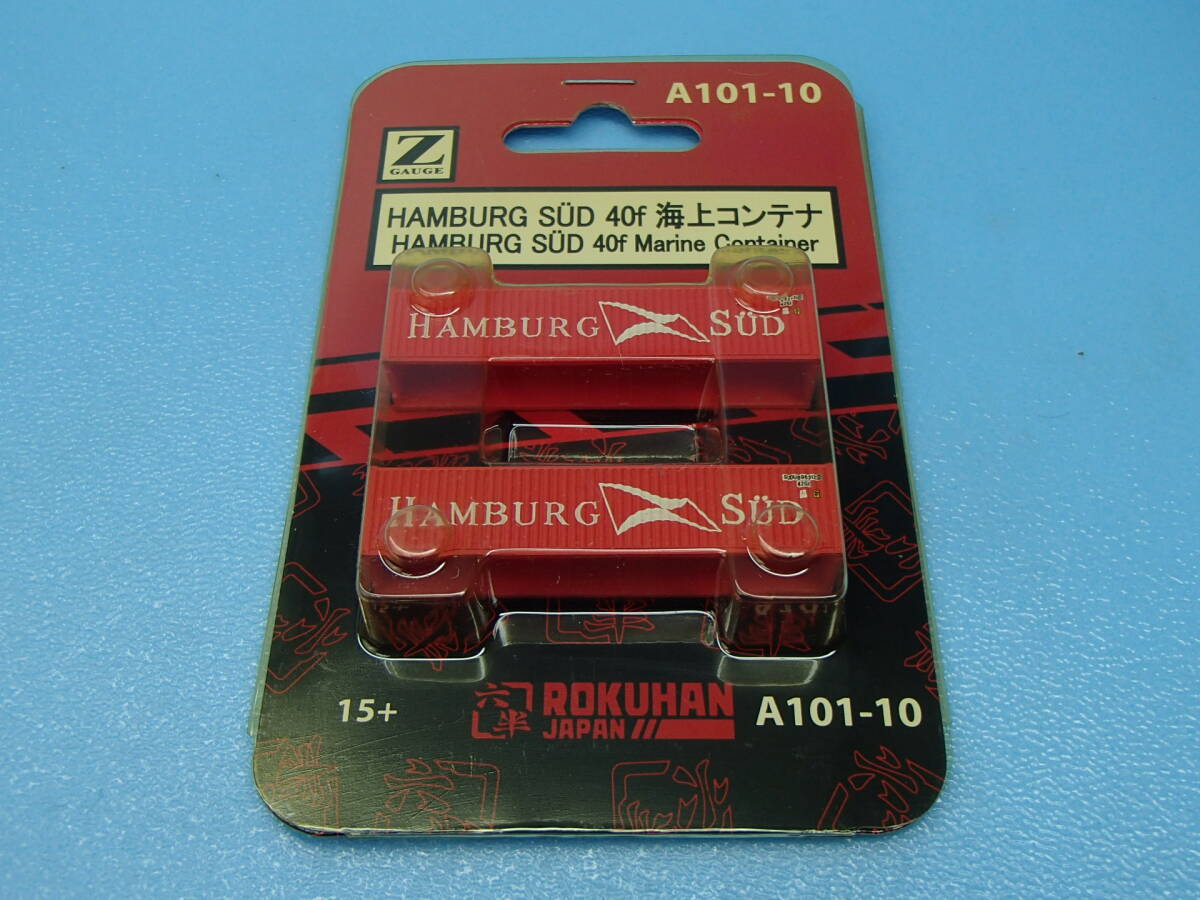 A101-10
Z
GAUGE
HAMBURG SÜD 40f 海上コンテナ
HAMBURG SÜD 40f Marine Container
HAMBURG SÜD
HAMBURG SÜD
15+
六半
ROKUHAN
JAPAN
A101-10